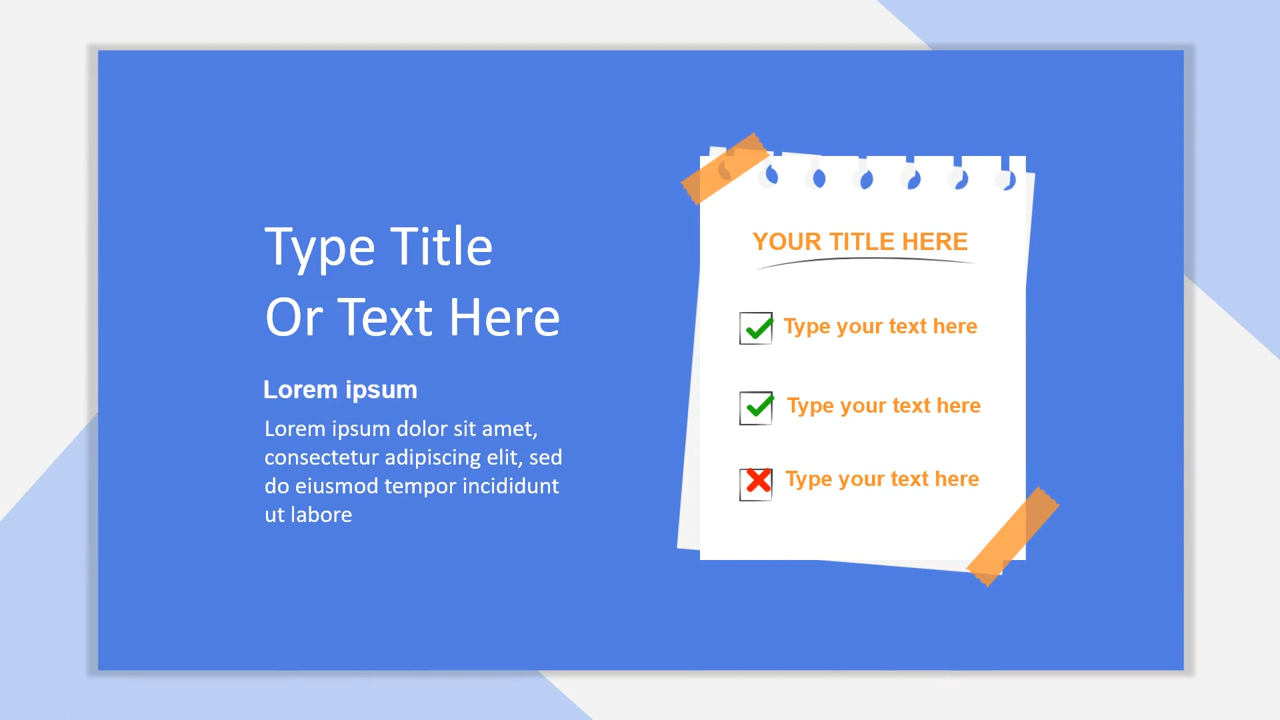 Type Title
Or Text Here
Lorem ipsum
Lorem ipsum dolor sit amet,
consectetur adipiscing elit, sed
do eiusmod tempor incididunt
ut labore
YOUR TITLE HERE
Type your text here
Type your text here
Type your text here